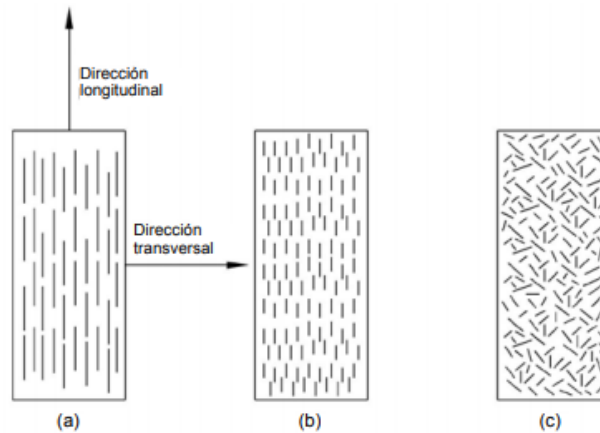 Dirección
longitudinal
Dirección
transversal
(a)
(b)
(c)